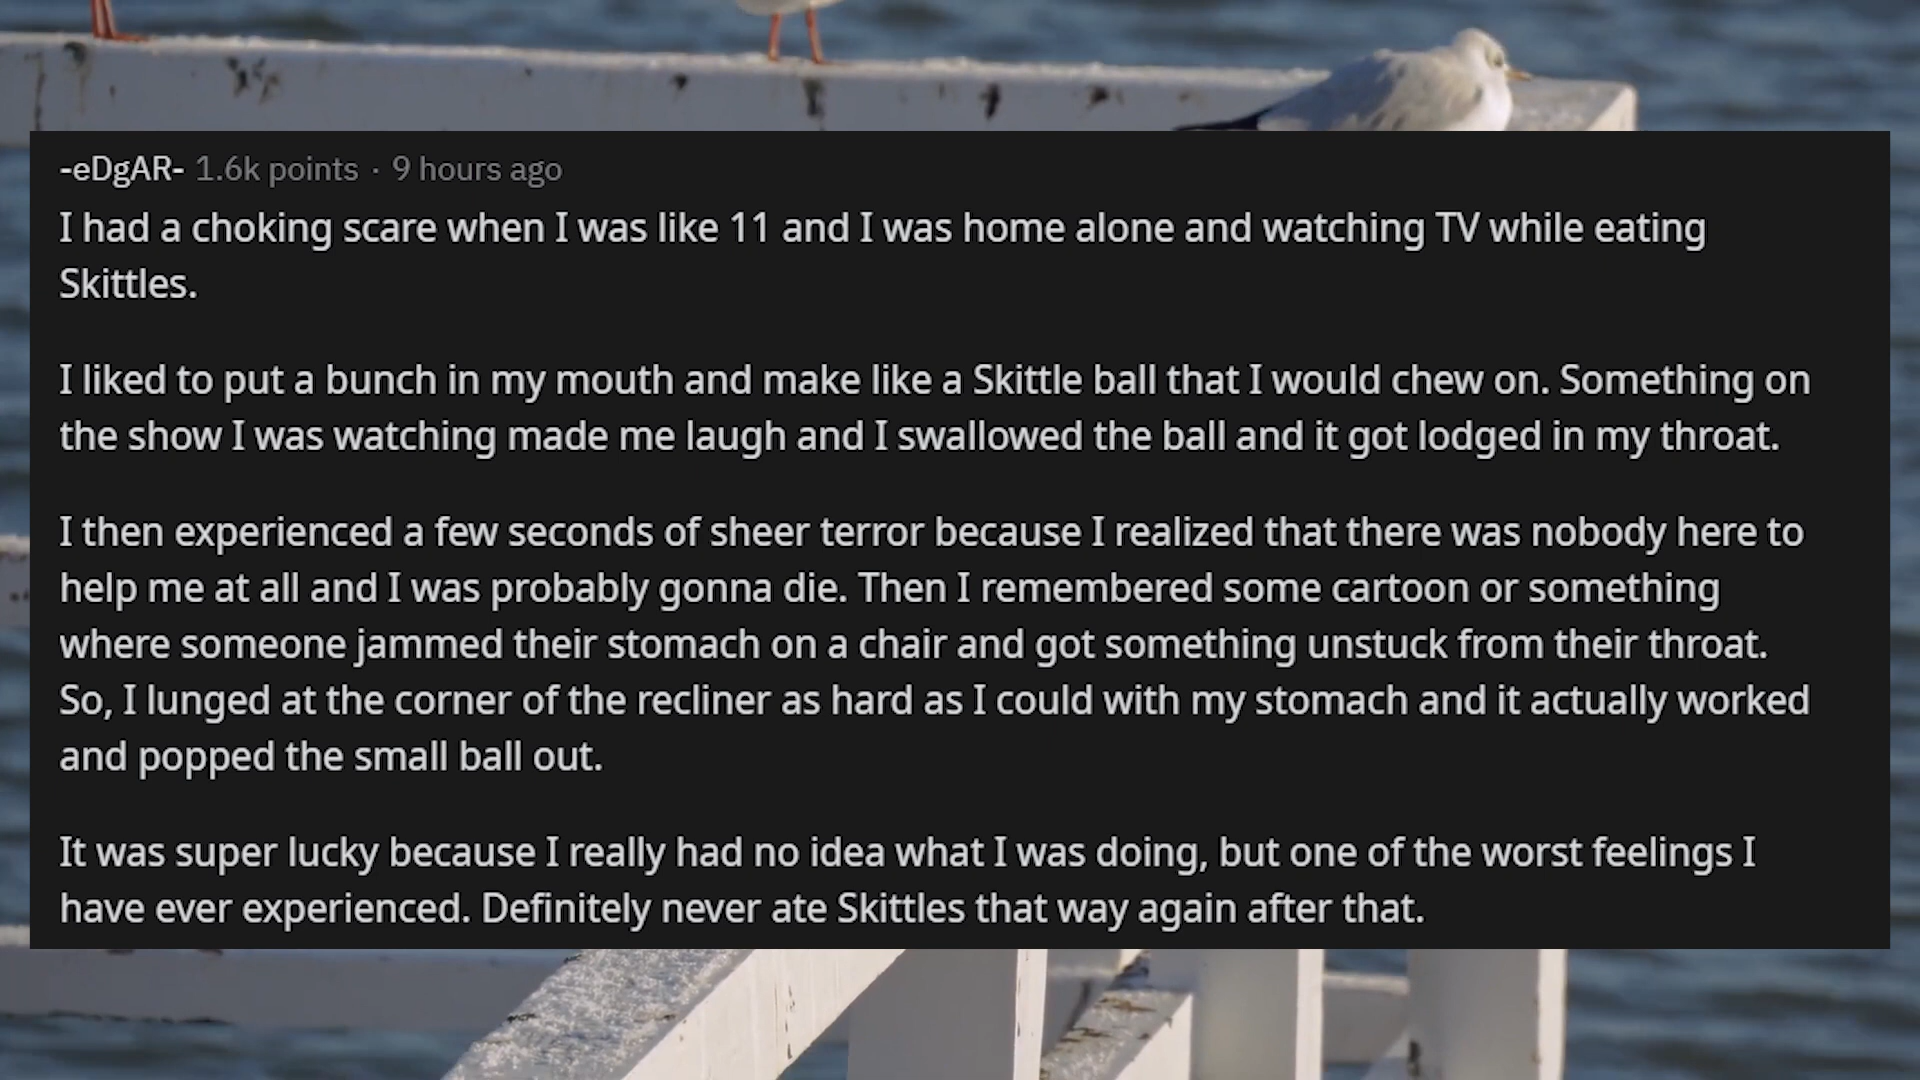 -eDgAR- 1.6k points · 9 hours ago
I had a choking scare when I was like 11 and I was home alone and watching TV while eating
Skittles.
I liked to put a bunch in my mouth and make like a Skittle ball that I would chew on. Something on
the show I was watching made me laugh and I swallowed the ball and it got lodged in my throat.
I then experienced a few seconds of sheer terror because I realized that there was nobody here to
help me at all and I was probably gonna die. Then I remembered some cartoon or something
where someone jammed their stomach on a chair and got something unstuck from their throat.
So, I lunged at the corner of the recliner as hard as I could with my stomach and it actually worked
and popped the small ball out.
It was super lucky because I really had no idea what I was doing, but one of the worst feelings I
have ever experienced. Definitely never ate Skittles that way again after that.